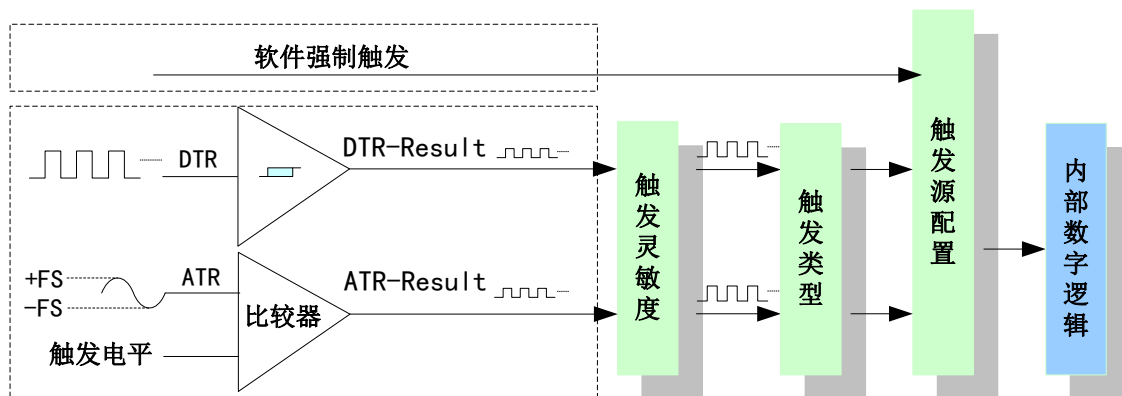 软件强制触发
DTR
DTR-Result
+FS
-FS
ATR
ATR-Result
比较器
触发电平
触发灵敏度
触发类型
触发源配置
内部数字逻辑